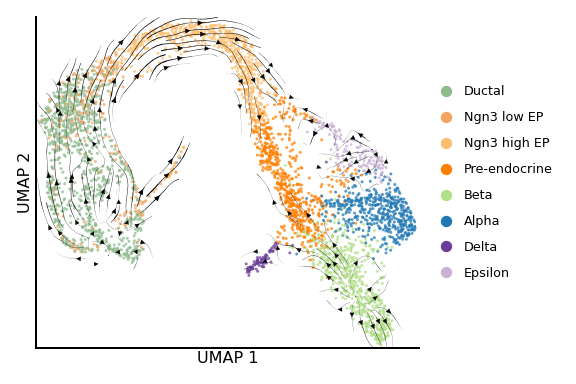 UMAP 2
UMAP 1
Ductal
Ngn3 low EP
Ngn3 high EP
Pre-endocrine
Beta
Alpha
Delta
Epsilon